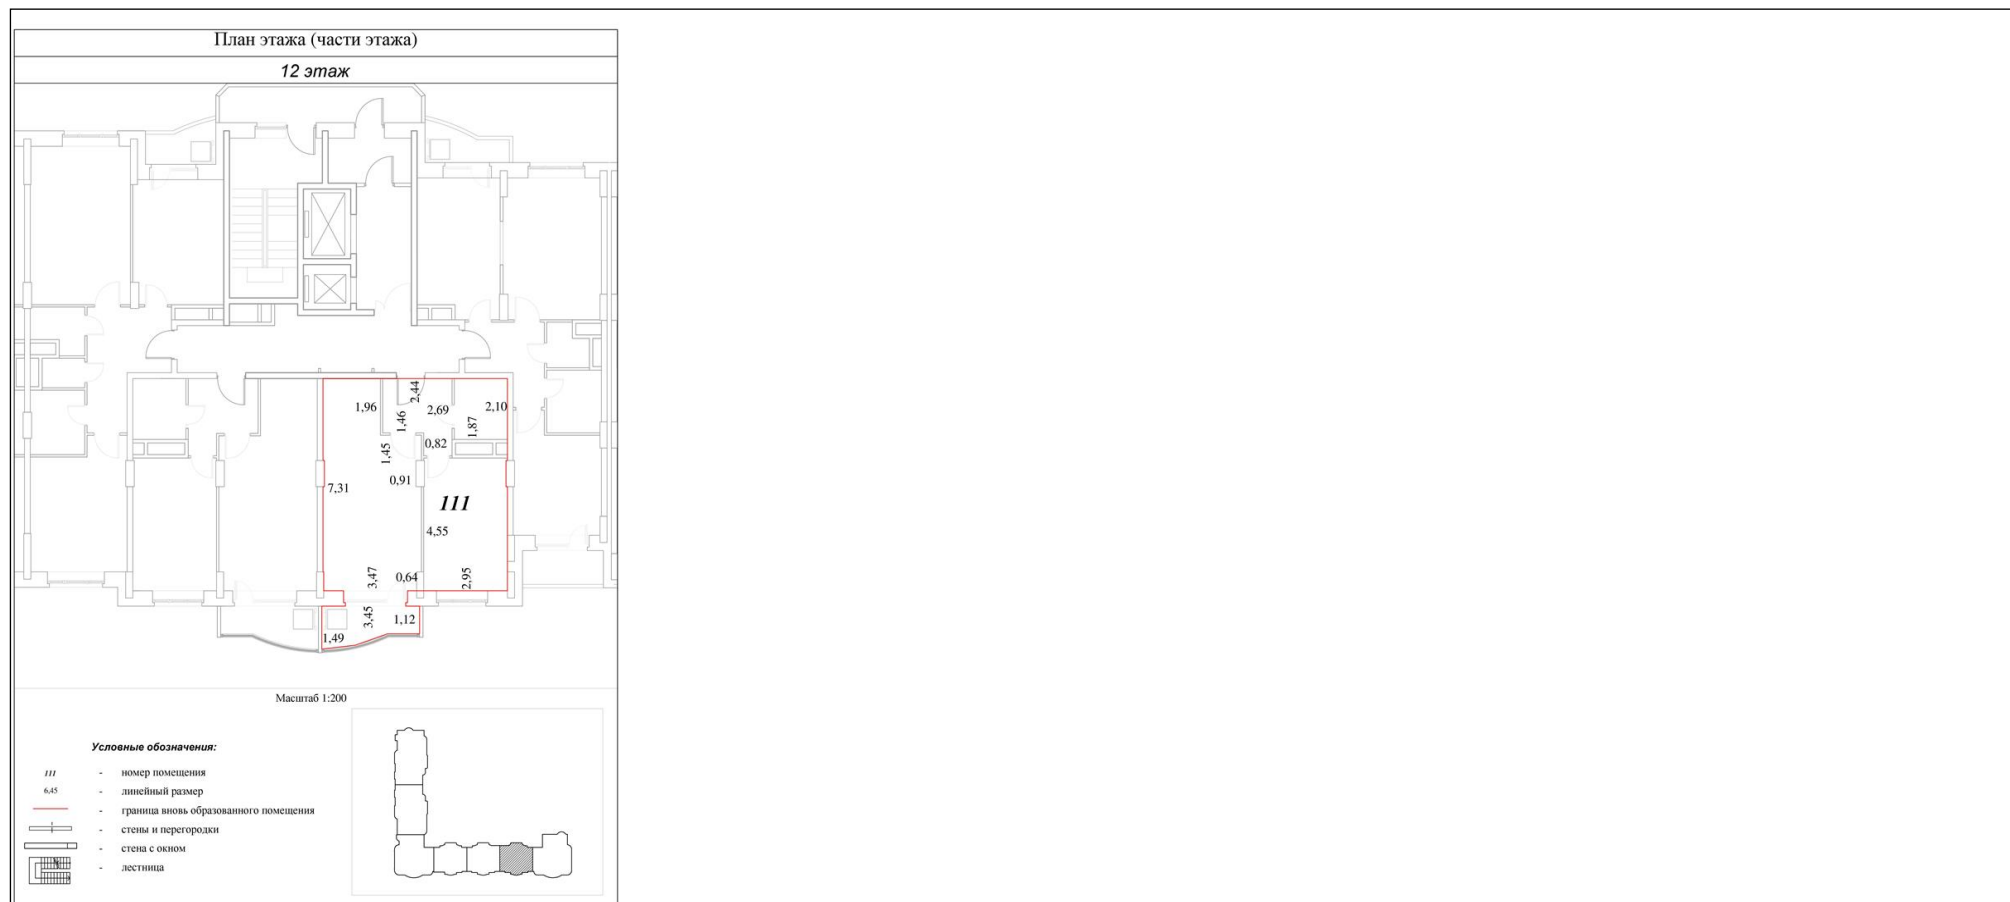 План этажа (части этажа)
12 этаж
2,44
1,96
2,69
2,10
1,46
1,87
0,82
1,45
0,91
7,31
111
4,55
3,47
0,64
2,95
3,45
1,12
1,49
Масштаб 1:200
Условные обозначения:
111 - номер помещения
6,45 - линейный размер
- граница вновь образованного помещения
- стены и перегородки
- стена с окном
- лестница